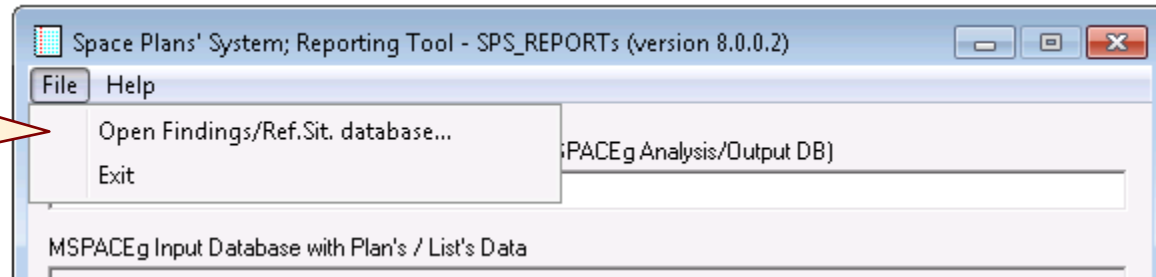 Space Plans' System; Reporting Tool - SPS_REPORTs (version 8.0.0.2)
File Help
Open Findings/Ref.Sit. database...
PACEg Analysis/Output DB)
Exit
MSPACEg Input Database with Plan's / List's Data